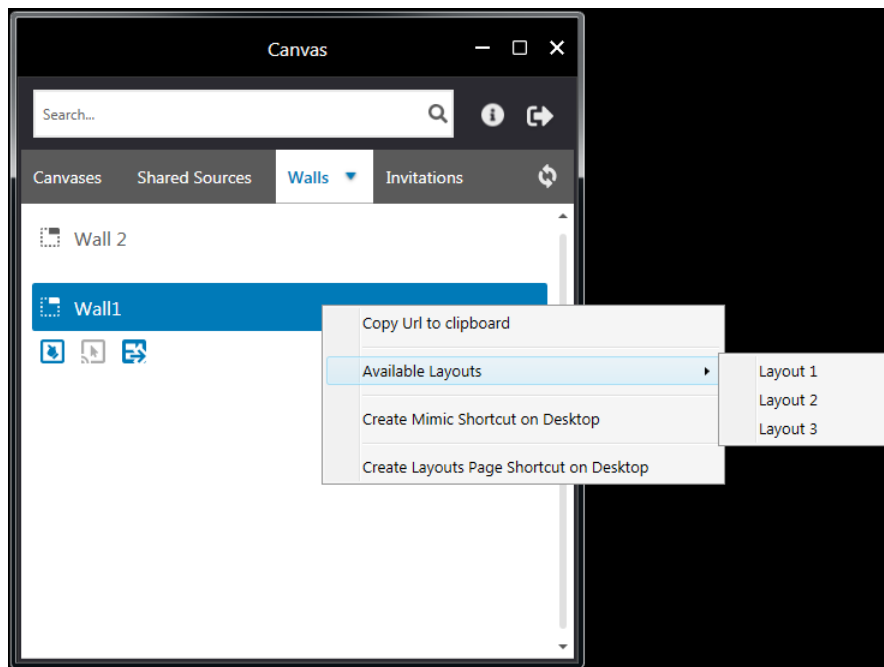 Canvas
Search...
Canvases Shared Sources Walls Invitations
Wall 2
Wall1
Copy Url to clipboard
Available Layouts
Layout 1
Layout 2
Layout 3
Create Mimic Shortcut on Desktop
Create Layouts Page Shortcut on Desktop